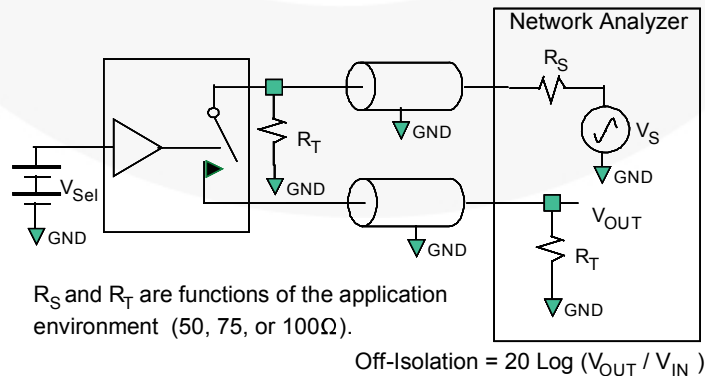 Network Analyzer
R_S
V_S
GND
R_T
GND
GND
V_Sel
GND
V_OUT
GND
R_T
GND
R_S and R_T are functions of the application
environment (50, 75, or 100Ω).
Off-Isolation = 20 Log (V_OUT / V_IN )